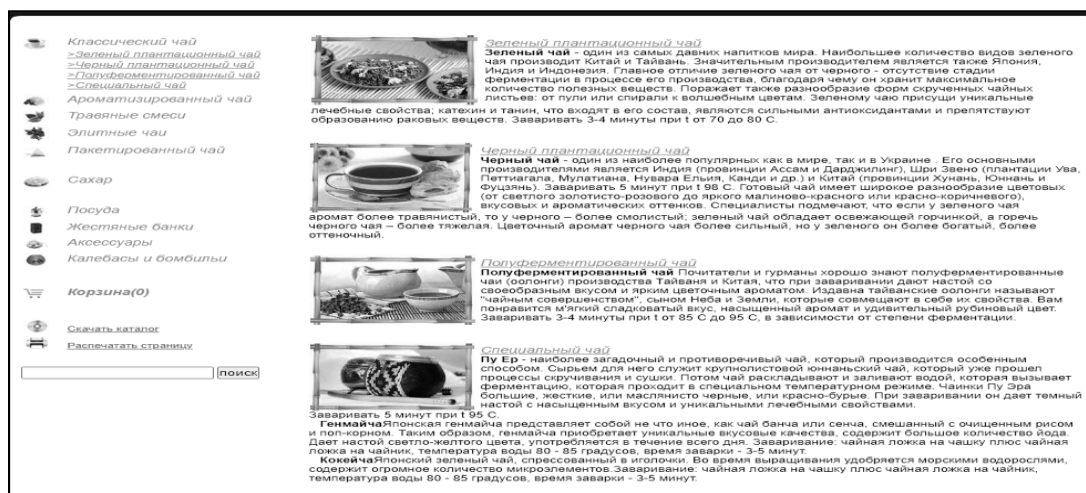 Классический чай
>Зеленый плантационный чай
>Черный плантационный чай
>Полуферментированный чай
>Специальный чай
Ароматизированный чай
Травяные смеси
Элитные чаи
Пакетированный чай
Сахар
Посуда
Жестяные банки
Аксессуары
Калебасы и бомбильи
Корзина(0)
Скачать каталог
Распечатать страницу
поиск
Зеленый плантационный чай
Зеленый чай - один из самых давних напитков мира. Наибольшее количество видов зеленого
чая производит Китай и Тайвань. Значительным производителем является также Япония,
Индия и Индонезия. Главное отличие зеленого чая от черного - отсутствие стадии
ферментации в процессе его производства, благодаря чему он хранит максимальное
количество полезных веществ. Поражает также разнообразие форм скрученных чайных
листьев: от пули или спирали к волшебным цветам. Зеленому чаю присущи уникальные
лечебные свойства; катехин и танин, что входят в его состав, являются сильными антиоксидантами и препятствуют
образованию раковых веществ. Заваривать 3-4 минуты при t от 70 до 80 С.
Черный плантационный чай
Черный чай - один из наиболее популярных как в мире, так и в Украине . Его основными
производителями является Индия (провинции Ассам и Дарджилинг), Шри Звено (плантации Ува,
Петтиагала, Мулатиана, Нувара Ельия, Канди и др.) и Китай (провинции Хунань, Юннань и
Фуцзянь). Заваривать 5 минут при t 98 С. Готовый чай имеет широкое разнообразие цветовых
(от светлого золотисто-розового до яркого малиново-красного или красно-коричневого),
вкусовых и ароматических оттенков. Специалисты подмечают, что если у зеленого чая
аромат более травянистый, то у черного – более смолистый; зеленый чай обладает освежающей горчинкой, а горечь
черного чая – более тяжелая. Цветочный аромат черного чая более сильный, но у зеленого он более богатый, более
оттеночный.
Полуферментированный чай
Полуферментированный чай Почитатели и гурманы хорошо знают полуферментированные
чаи (оолонги) производства Тайваня и Китая, что при заваривании дают настой со
своеобразным вкусом и ярким цветочным ароматом. Издавна тайванские оолонги называют
"чайным совершенством", сыном Неба и Земли, которые совмещают в себе их свойства. Вам
понравится м'ягкий сладковатый вкус, насыщенный аромат и удивительный рубиновый цвет.
Заваривать 3-4 минуты при t от 85 С до 95 С, в зависимости от степени ферментации.
Специальный чай
Пу Ер - наиболее загадочный и противоречивый чай, который производится особенным
способом. Сырьем для него служит крупнолистовой юннаньский чай, который уже прошел
процессы скручивания и сушки. Потом чай раскладывают и заливают водой, которая вызывает
ферментацию, которая проходит в специальном температурном режиме. Чаинки Пу Эра
большие, жесткие, или маслянисто черные, или красно-бурые. При заваривании он дает темный
настой с насыщенным вкусом и уникальными лечебными свойствами.
Заваривать 5 минут при t 95 С.
ГенмайчаЯпонская генмайча представляет собой не что иное, как чай банча или сенча, смешанный с очищенным рисом
и поп-корном. Таким образом, генмайча приобретает уникальные вкусовые качества, содержит большое количество йода.
Дает настой светло-желтого цвета, употребляется в течение всего дня. Заваривание: чайная ложка на чашку плюс чайная
ложка на чайник, температура воды 80 - 85 градусов, время заварки - 3-5 минут.
КокейчаЯпонский зеленый чай, спрессованный в иголочки. Во время выращивания удобряется морскими водорослями,
содержит огромное количество микроэлементов.Заваривание: чайная ложка на чашку плюс чайная ложка на чайник,
температура воды 80 - 85 градусов, время заварки - 3-5 минут.